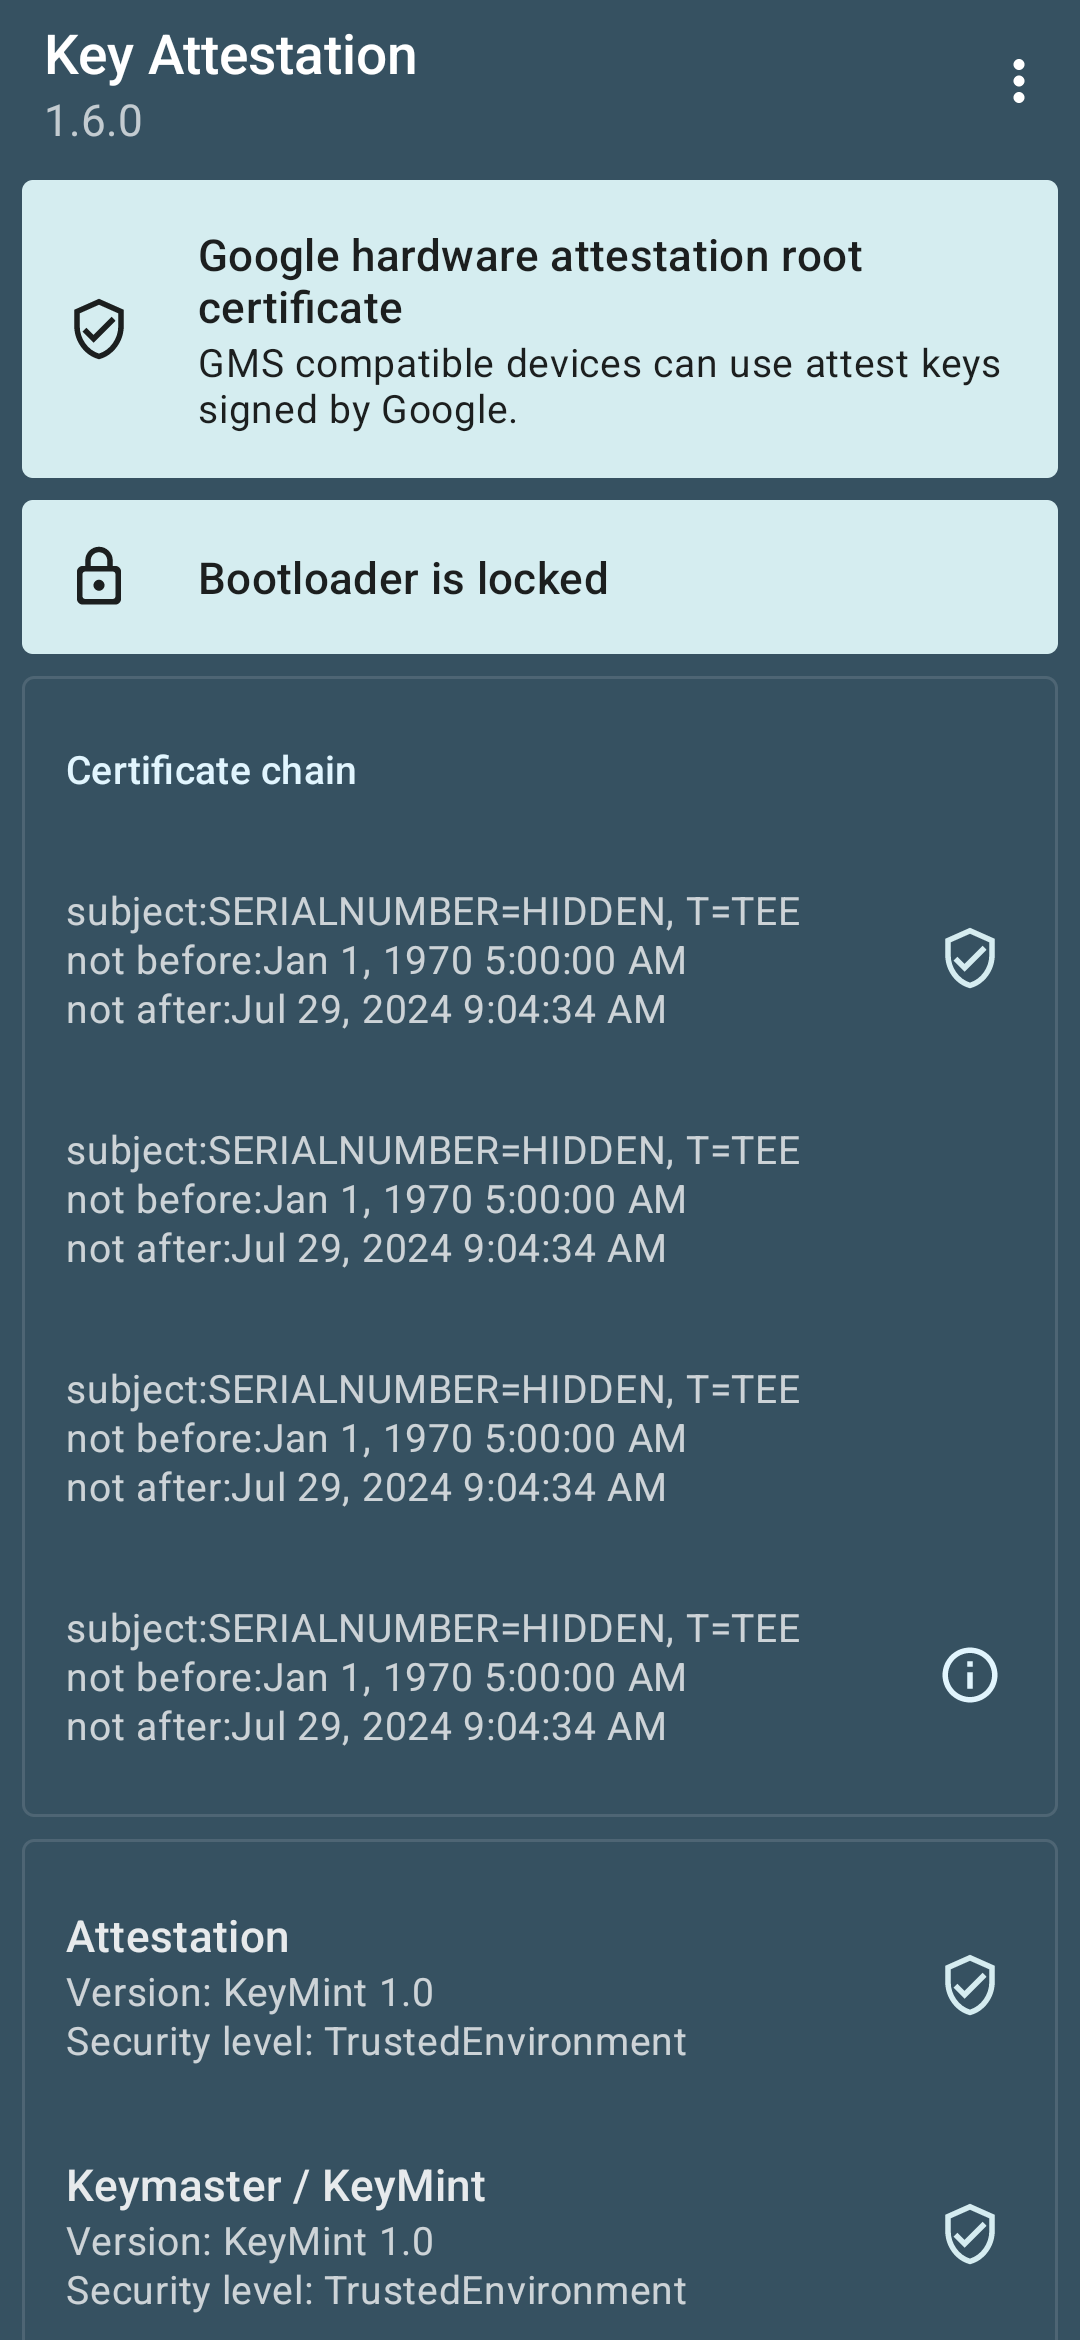 Key Attestation
1.6.0
Google hardware attestation root
certificate
GMS compatible devices can use attest keys
signed by Google.
Bootloader is locked
Certificate chain
subject:SERIALNUMBER=HIDDEN, T=TEE
not before:Jan 1, 1970 5:00:00 AM
not after:Jul 29, 2024 9:04:34 AM
subject:SERIALNUMBER=HIDDEN, T=TEE
not before:Jan 1, 1970 5:00:00 AM
not after:Jul 29, 2024 9:04:34 AM
subject:SERIALNUMBER=HIDDEN, T=TEE
not before:Jan 1, 1970 5:00:00 AM
not after:Jul 29, 2024 9:04:34 AM
subject:SERIALNUMBER=HIDDEN, T=TEE
not before:Jan 1, 1970 5:00:00 AM
not after:Jul 29, 2024 9:04:34 AM
Attestation
Version: KeyMint 1.0
Security level: TrustedEnvironment
Keymaster / KeyMint
Version: KeyMint 1.0
Security level: TrustedEnvironment